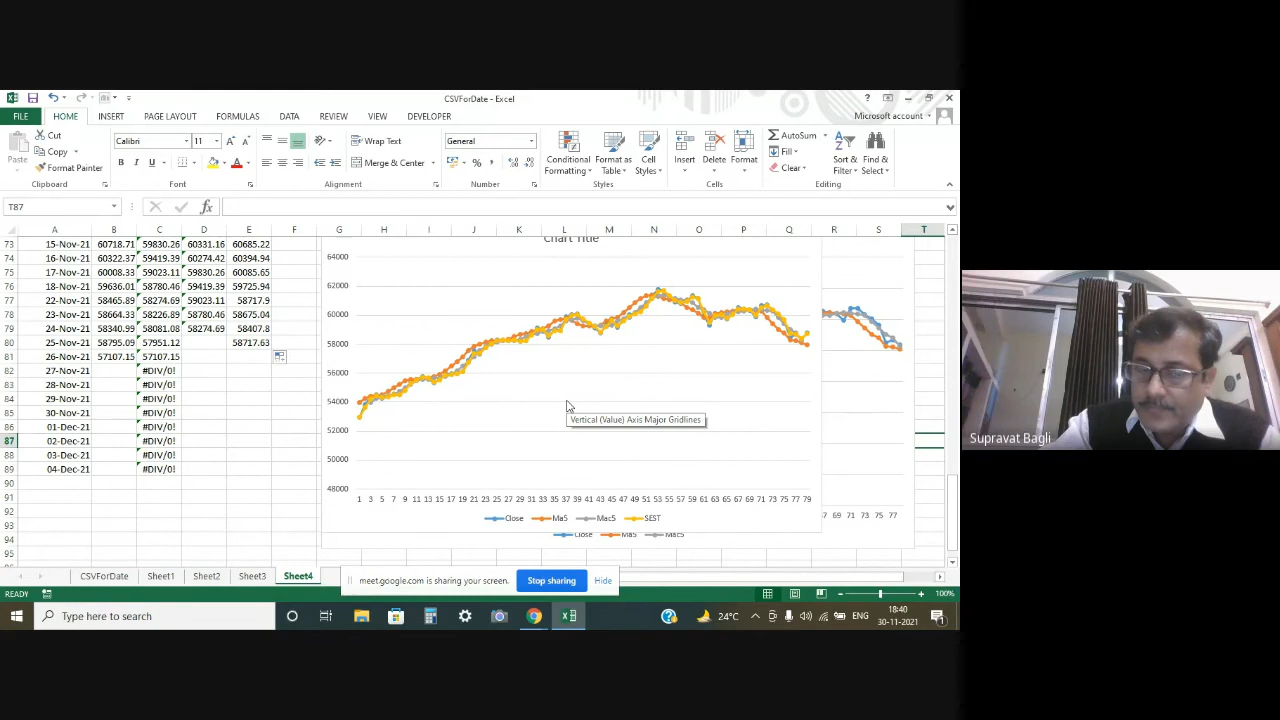 CSVForDate - Excel
FILE HOME INSERT PAGE LAYOUT FORMULAS DATA REVIEW VIEW DEVELOPER Microsoft account
Paste Cut Copy Format Painter Clipboard
Calibri 11 B I U A Font
Wrap Text Merge & Center Alignment
General % , Number
Conditional Formatting Format as Table Cell Styles Styles
Insert Delete Format Cells
AutoSum Fill Clear Sort & Filter Find & Select Editing
T87 fx
A B C D E F G H I J K L M N O P Q R S T
73 15-Nov-21 60718.71 59830.26 60331.16 60685.22
74 16-Nov-21 60322.37 59419.39 60274.42 60394.94
75 17-Nov-21 60008.33 59023.11 59830.26 60085.65
76 18-Nov-21 59636.01 58780.46 59419.39 59725.94
77 22-Nov-21 58465.89 58274.69 59023.11 58717.9
78 23-Nov-21 58664.33 58226.89 58780.46 58675.04
79 24-Nov-21 58340.99 58081.08 58274.69 58407.8
80 25-Nov-21 58795.09 57951.12 58717.63
81 26-Nov-21 57107.15 57107.15
82 27-Nov-21 #DIV/0!
83 28-Nov-21 #DIV/0!
84 29-Nov-21 #DIV/0!
85 30-Nov-21 #DIV/0!
86 01-Dec-21 #DIV/0!
87 02-Dec-21 #DIV/0!
88 03-Dec-21 #DIV/0!
89 04-Dec-21 #DIV/0!
90
91
92
93
94
95
Chart Title
64000
62000
60000
58000
56000
54000
52000
50000
48000
Vertical (Value) Axis Major Gridlines
1 3 5 7 9 11 13 15 17 19 21 23 25 27 29 31 33 35 37 39 41 43 45 47 49 51 53 55 57 59 61 63 65 67 69 71 73 75 77 79
67 69 71 73 75 77
Close Ma5 Mac5 SEST
Close Ma5 Mac5
CSVForDate Sheet1 Sheet2 Sheet3 Sheet4
meet.google.com is sharing your screen. Stop sharing Hide
READY 100%
Type here to search
24°C ENG 18:40
30-11-2021 1
Supravat Bagli